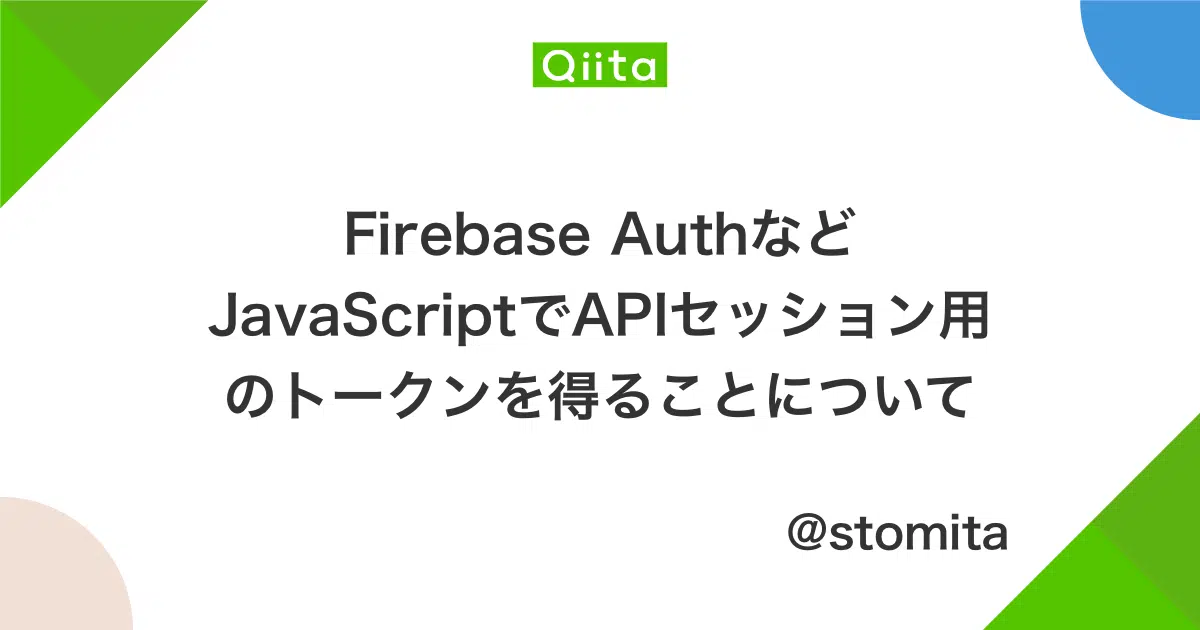 Qiita
Firebase Authなど
JavaScriptでAPIセッション用
のトークンを得ることについて
@stomita